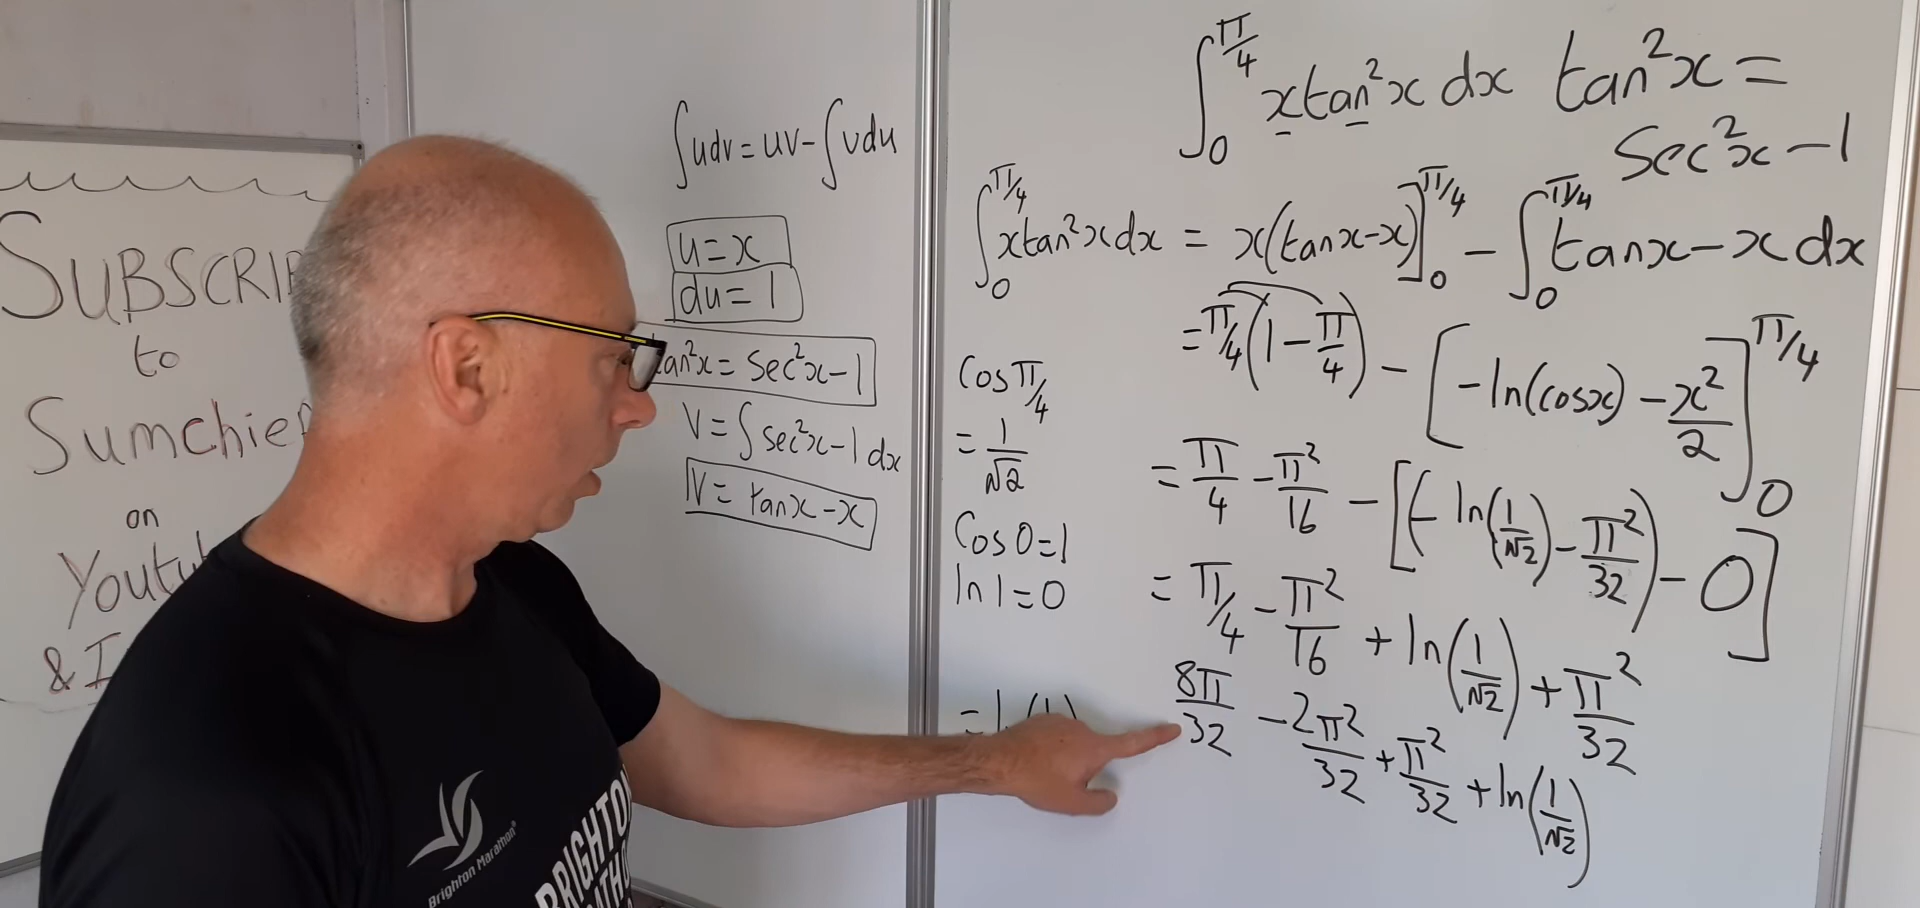 SUBSCRI
to
Sumchie
on
Youtu
& I
∫udv = uv - ∫vdu
u = x
du = 1
tan²x = sec²x - 1
V = ∫sec²x - 1 dx
V = tanx - x
Brighton Marathon®
BRIGHTON
∫₀^(π/4) x tan²x dx tan²x =
sec²x - 1
∫₀^(π/4) x tan²x dx = x(tanx - x)]₀^(π/4) - ∫₀^(π/4) tanx - x dx
= π/4 (1 - π/4) - [-ln(cosx) - x²/2]₀^(π/4)
= π/4 - π²/16 - [(-ln(1/√2) - π²/32) - 0]
= π/4 - π²/16 + ln(1/√2) + π²/32
8π/32 - 2π²/32 + π²/32 + ln(1/√2)
Cos π/4
= 1/√2
Cos 0 = 1
ln 1 = 0